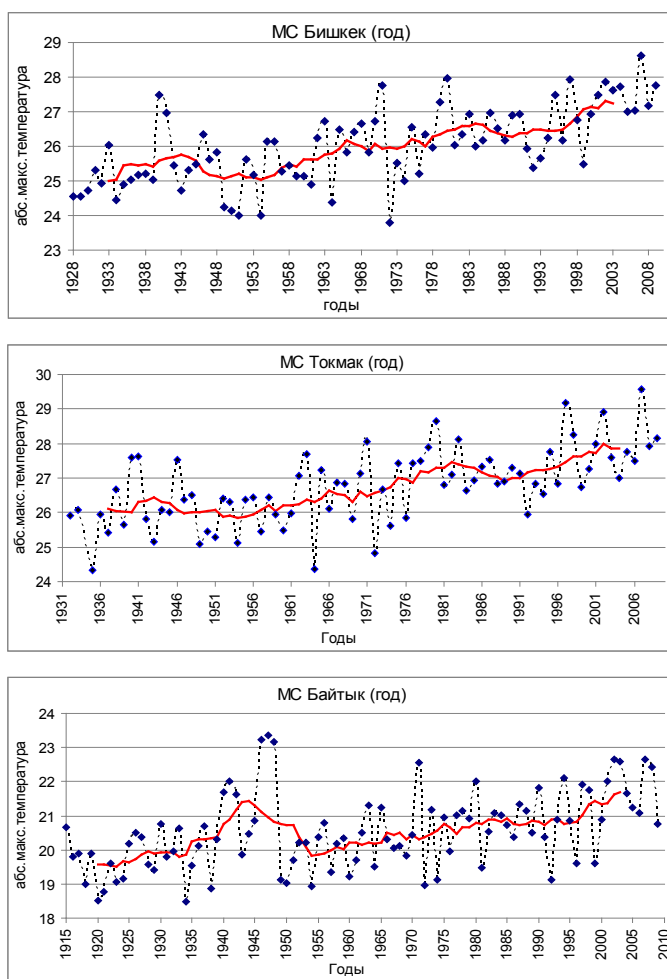 МС Бишкек (год)
абс. макс. температура
29
28
27
26
25
24
23
1928 1933 1938 1943 1948 1953 1958 1963 1968 1973 1978 1983 1988 1993 1998 2003 2008
годы
МС Токмак (год)
абс.макс. температура
30
29
28
27
26
25
24
1931 1936 1941 1946 1951 1956 1961 1966 1971 1976 1981 1986 1991 1996 2001 2006
Годы
МС Байтык (год)
абс.макс. температура
24
23
22
21
20
19
18
1915 1920 1925 1930 1935 1940 1945 1950 1955 1960 1965 1970 1975 1980 1985 1990 1995 2000 2005 2010
Годы